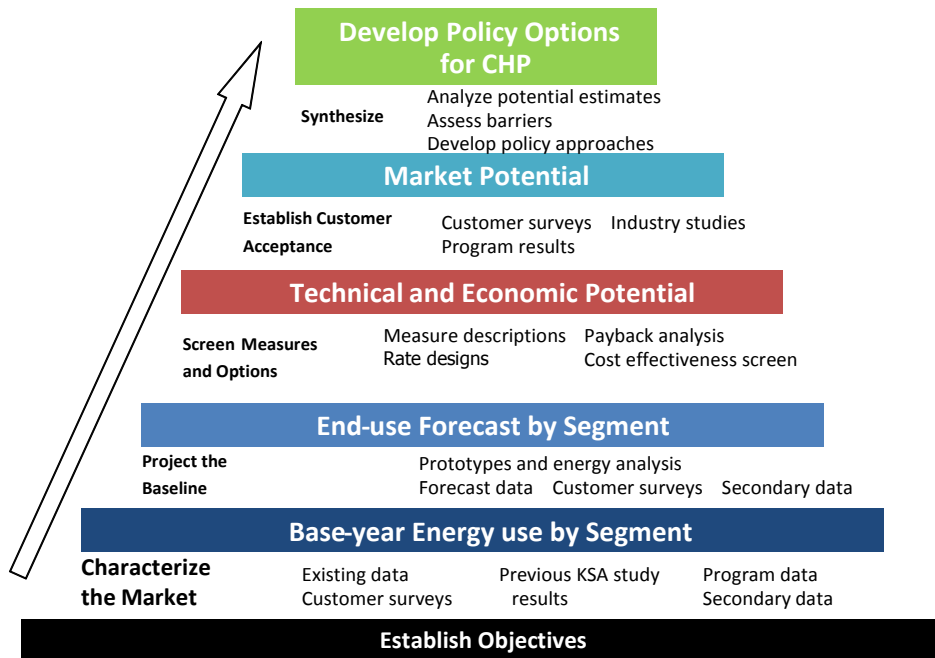 Develop Policy Options
for CHP
Synthesize
Analyze potential estimates
Assess barriers
Develop policy approaches
Market Potential
Establish Customer
Acceptance
Customer surveys Industry studies
Program results
Technical and Economic Potential
Screen Measures
and Options
Measure descriptions Payback analysis
Rate designs Cost effectiveness screen
End-use Forecast by Segment
Project the
Baseline
Prototypes and energy analysis
Forecast data Customer surveys Secondary data
Base-year Energy use by Segment
Characterize
the Market
Existing data
Customer surveys
Previous KSA study
results
Program data
Secondary data
Establish Objectives